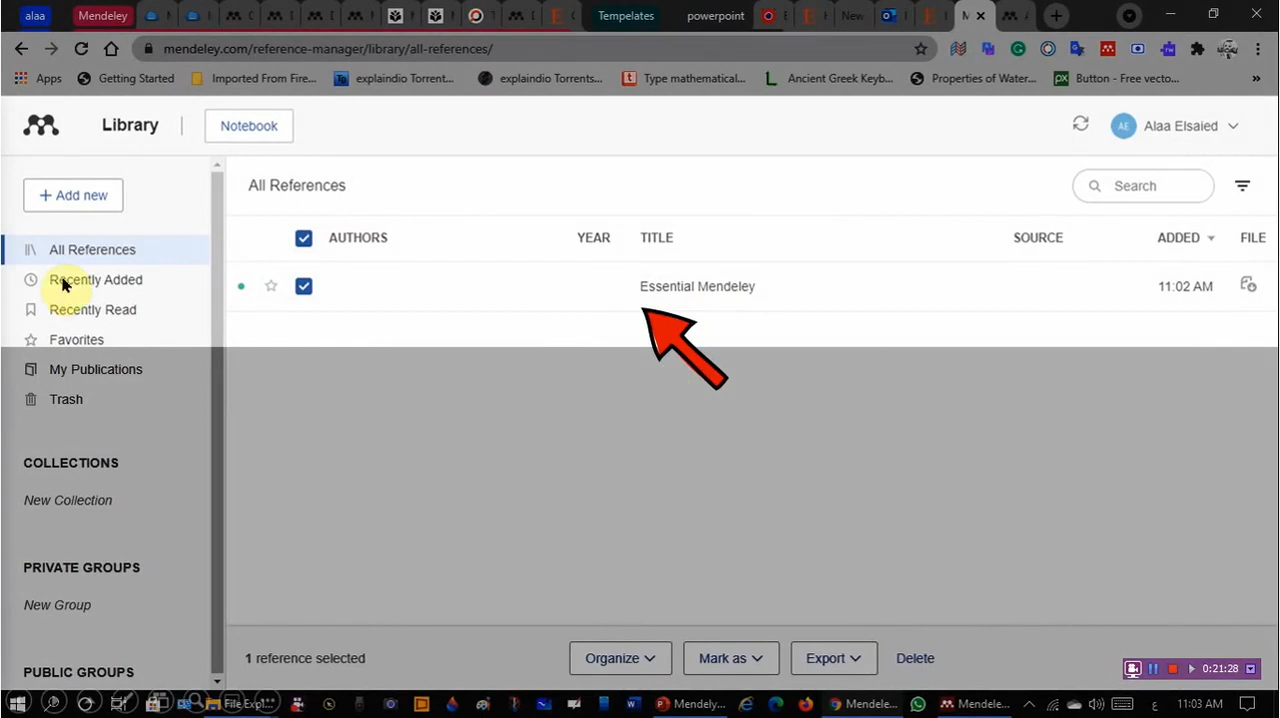 alaa
Mendeley
Tempelates
powerpoint
New
mendeley.com/reference-manager/library/all-references/
Apps
Getting Started
Imported From Fire...
explaindio Torrent...
explaindio Torrents...
Type mathematical...
Ancient Greek Keyb...
Properties of Water...
Button - Free vecto...
»
Library
Notebook
AE
Alaa Elsaied
+ Add new
All References
Recently Added
Recently Read
Favorites
My Publications
Trash
COLLECTIONS
New Collection
PRIVATE GROUPS
New Group
PUBLIC GROUPS
All References
Search
AUTHORS YEAR TITLE SOURCE ADDED FILE
Essential Mendeley 11:02 AM
1 reference selected
Organize
Mark as
Export
Delete
0:21:28
File Expl...
Mendely...
Mendele...
Mendele...
ع
11:03 AM